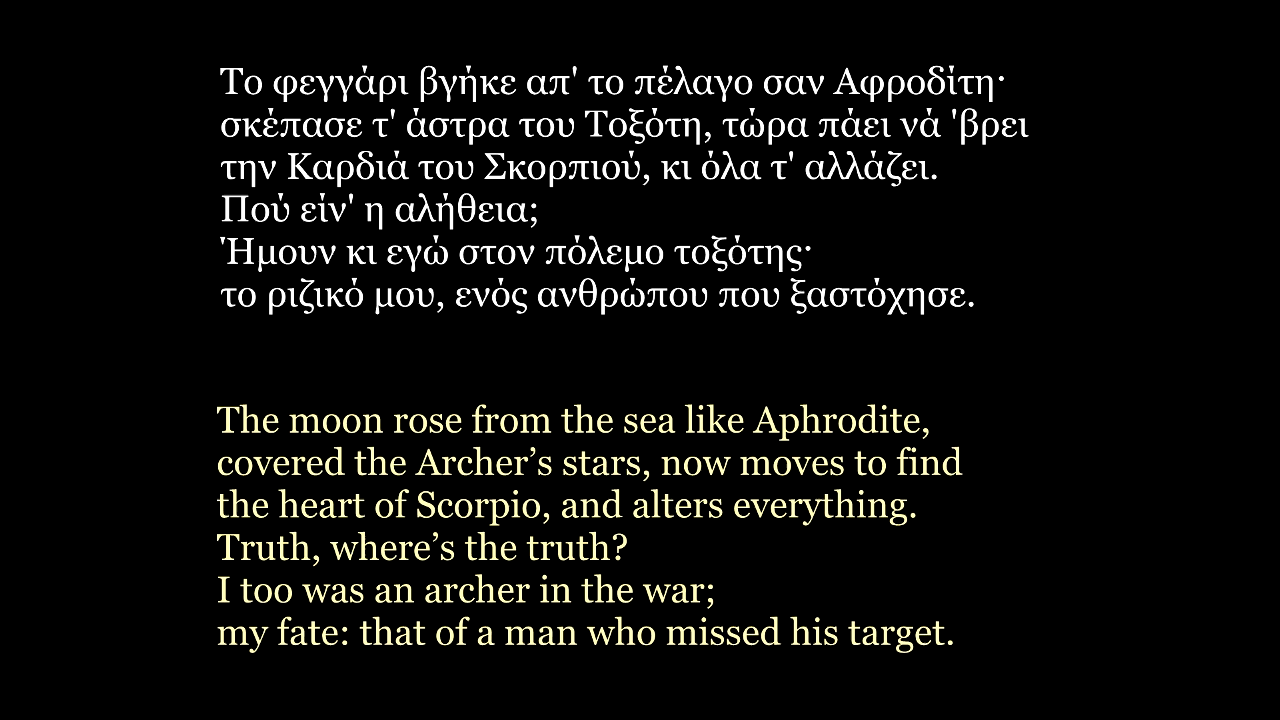 Το φεγγάρι βγήκε απ' το πέλαγο σαν Αφροδίτη·
σκέπασε τ' άστρα του Τοξότη, τώρα πάει νά 'βρει
την Καρδιά του Σκορπιού, κι όλα τ' αλλάζει.
Πού είν' η αλήθεια;
Ήμουν κι εγώ στον πόλεμο τοξότης·
το ριζικό μου, ενός ανθρώπου που ξαστόχησε.
The moon rose from the sea like Aphrodite,
covered the Archer’s stars, now moves to find
the heart of Scorpio, and alters everything.
Truth, where’s the truth?
I too was an archer in the war;
my fate: that of a man who missed his target.